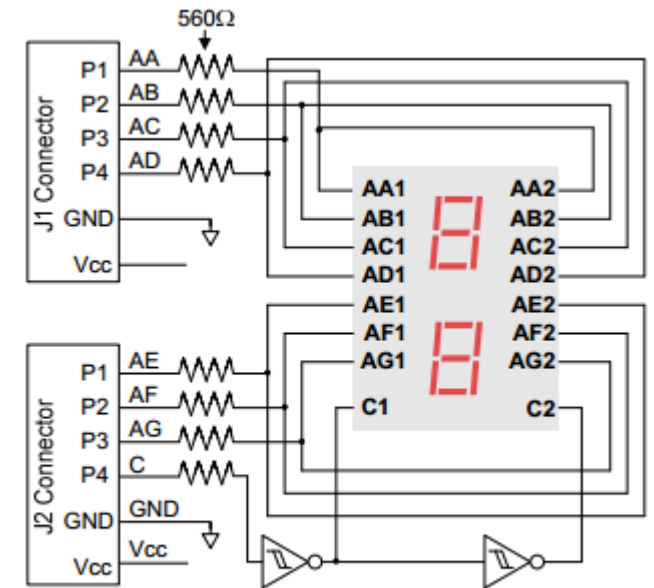 560Ω
J1 Connector
P1 AA
P2 AB
P3 AC
P4 AD
GND
Vcc
AA1 AA2
AB1 AB2
AC1 AC2
AD1 AD2
AE1 AE2
AF1 AF2
AG1 AG2
C1 C2
J2 Connector
P1 AE
P2 AF
P3 AG
P4 C
GND GND
Vcc Vcc